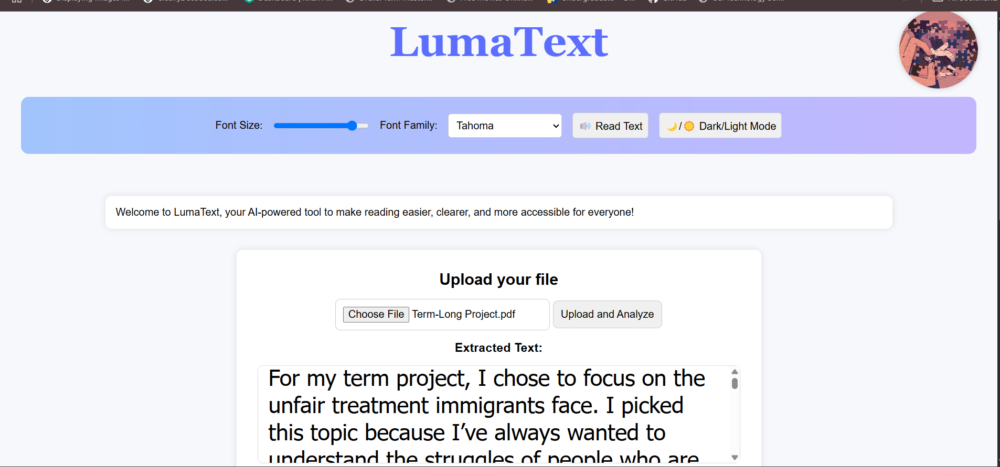 LumaText
Font Size:
Font Family:
Tahoma
Read Text
/ Dark/Light Mode
Welcome to LumaText, your AI-powered tool to make reading easier, clearer, and more accessible for everyone!
Upload your file
Choose File Term-Long Project.pdf
Upload and Analyze
Extracted Text:
For my term project, I chose to focus on the
unfair treatment immigrants face. I picked
this topic because I’ve always wanted to
understand the struggles of people who are